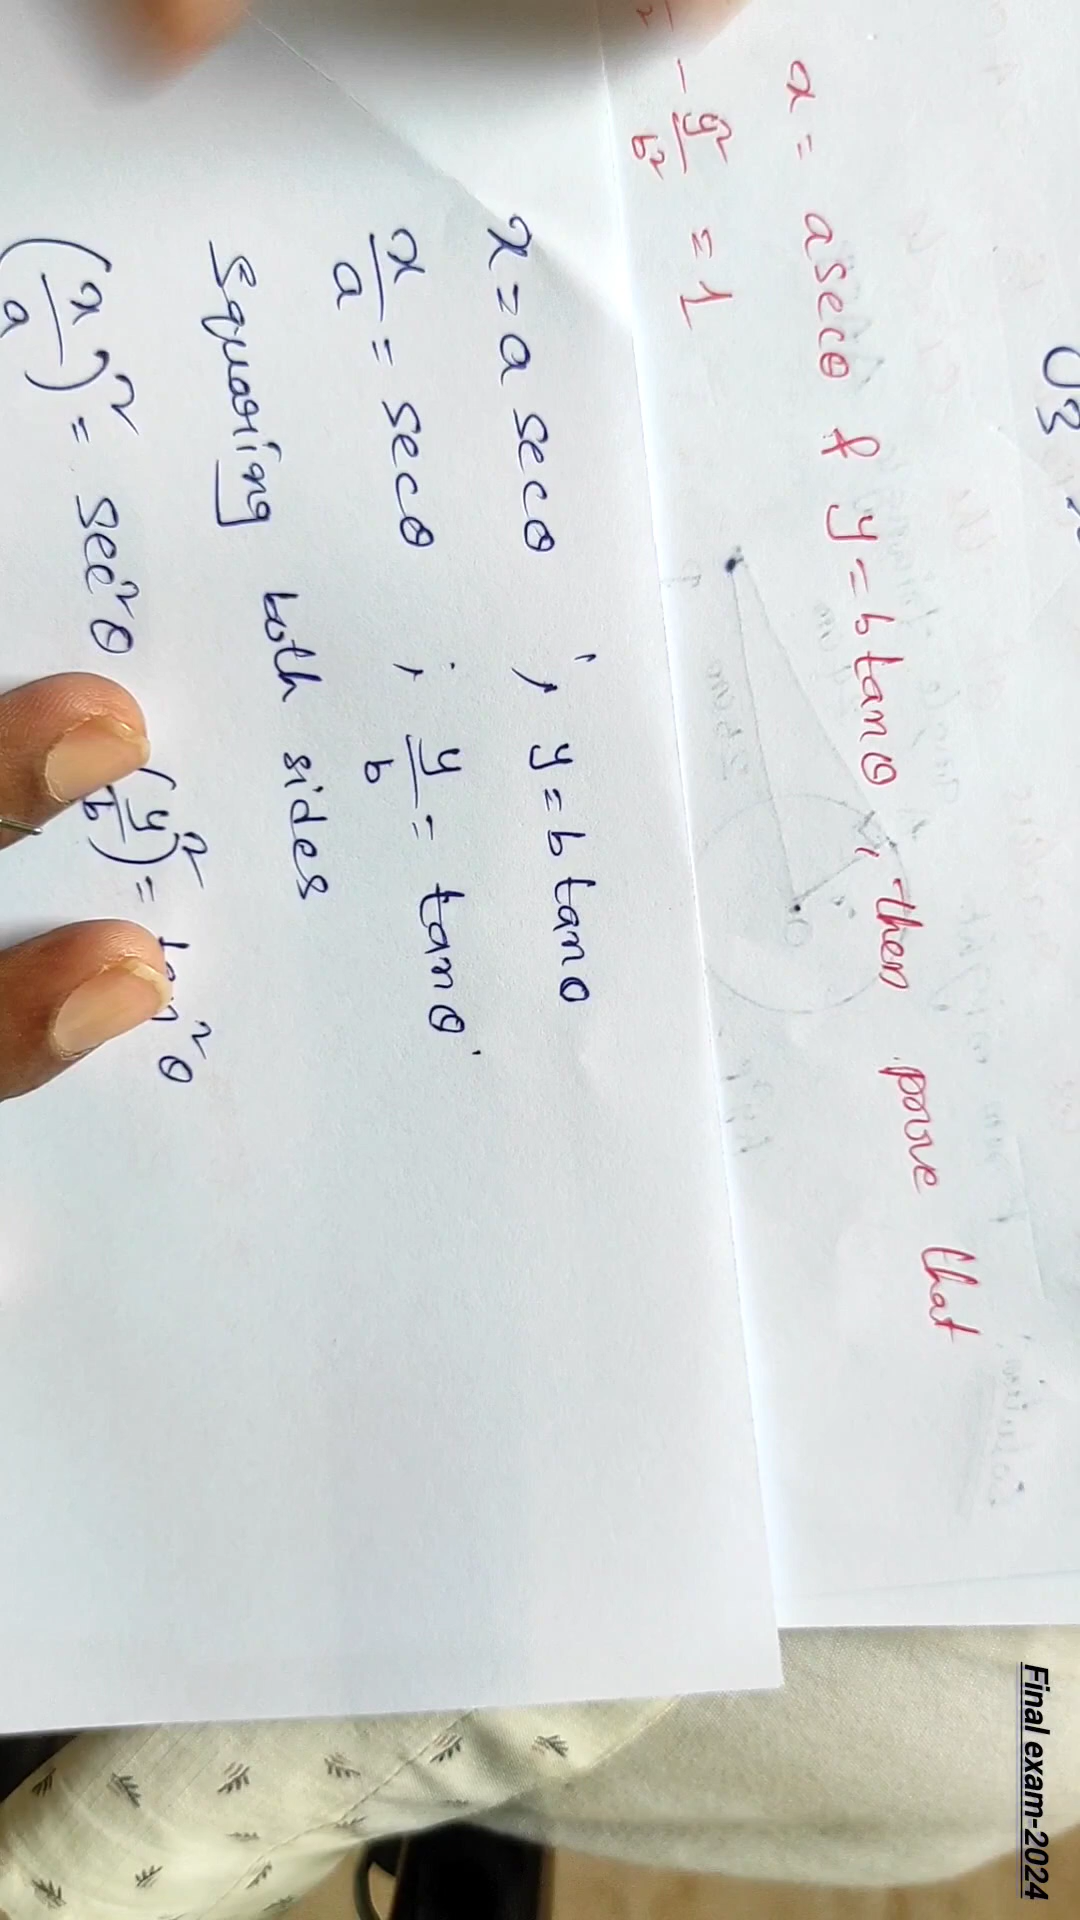 03
x = a secθ & y = b tanθ, then prove that
- y²/b² = 1
x = a secθ ; y = b tanθ
x/a = secθ ; y/b = tanθ
Squaring both sides
(x/a)² = sec²θ (y/b)² = tan²θ
Final exam-2024